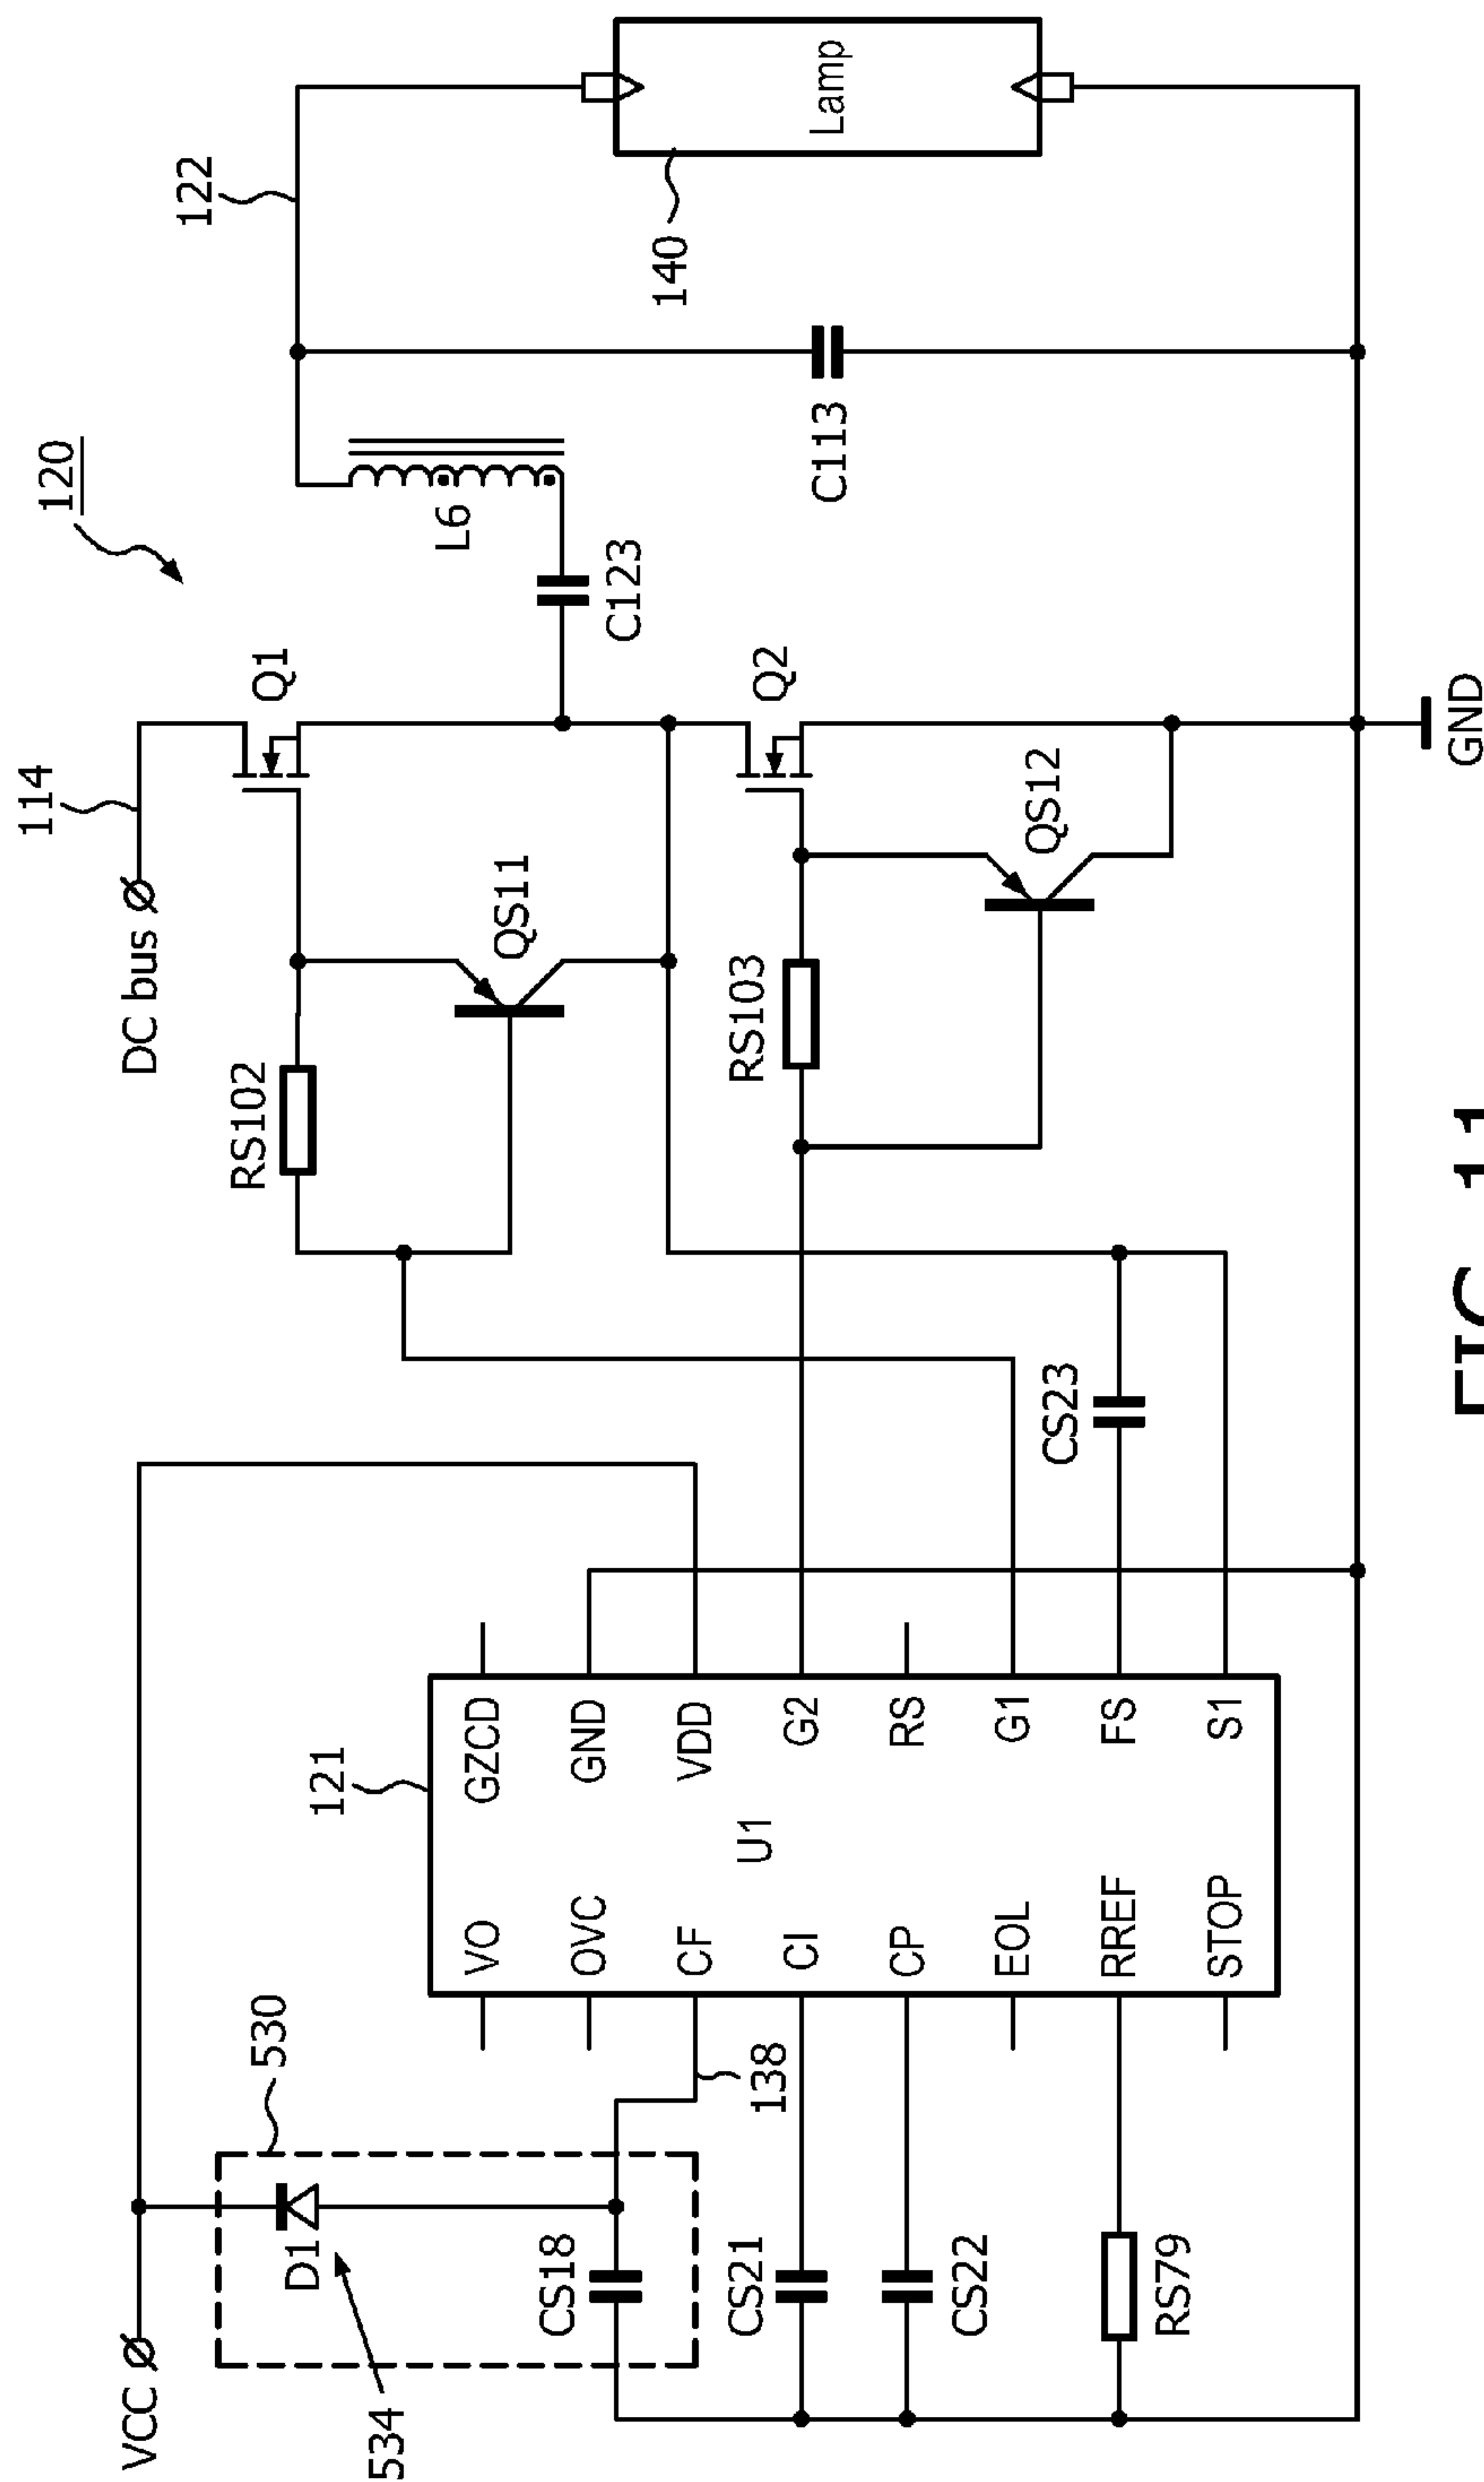 120
114
122
DC bus
Q1
RS102
QS11
L6
C123
Q2
RS103
QS12
C113
140
Lamp
VCC
530
D1
534
CS18
138
CS21
CS22
RS79
121
VO
OVC
CF
CI
CP
EOL
RREF
STOP
U1
GZCD
GND
VDD
G2
RS
G1
FS
S1
CS23
GND